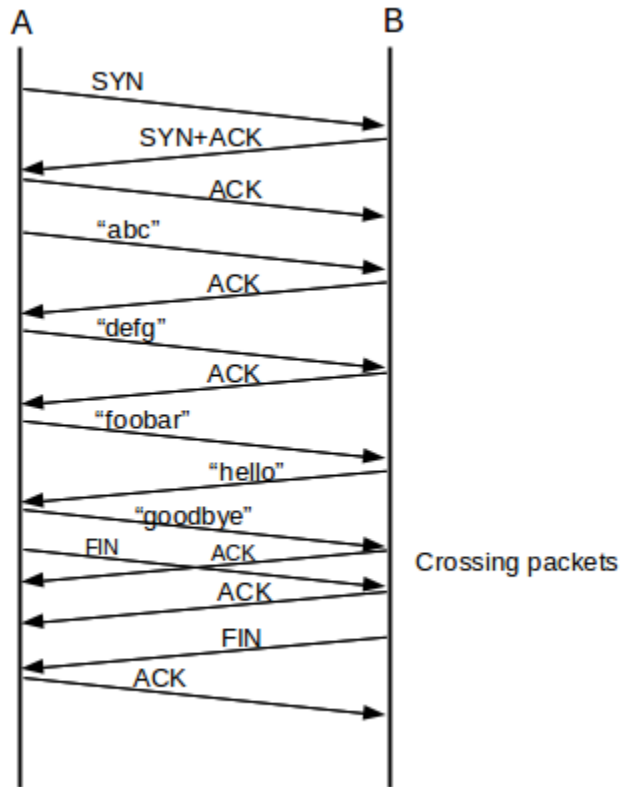 A
B
SYN
SYN+ACK
ACK
“abc”
ACK
“defg”
ACK
“foobar”
“hello”
“goodbye”
FIN
ACK
Crossing packets
ACK
FIN
ACK